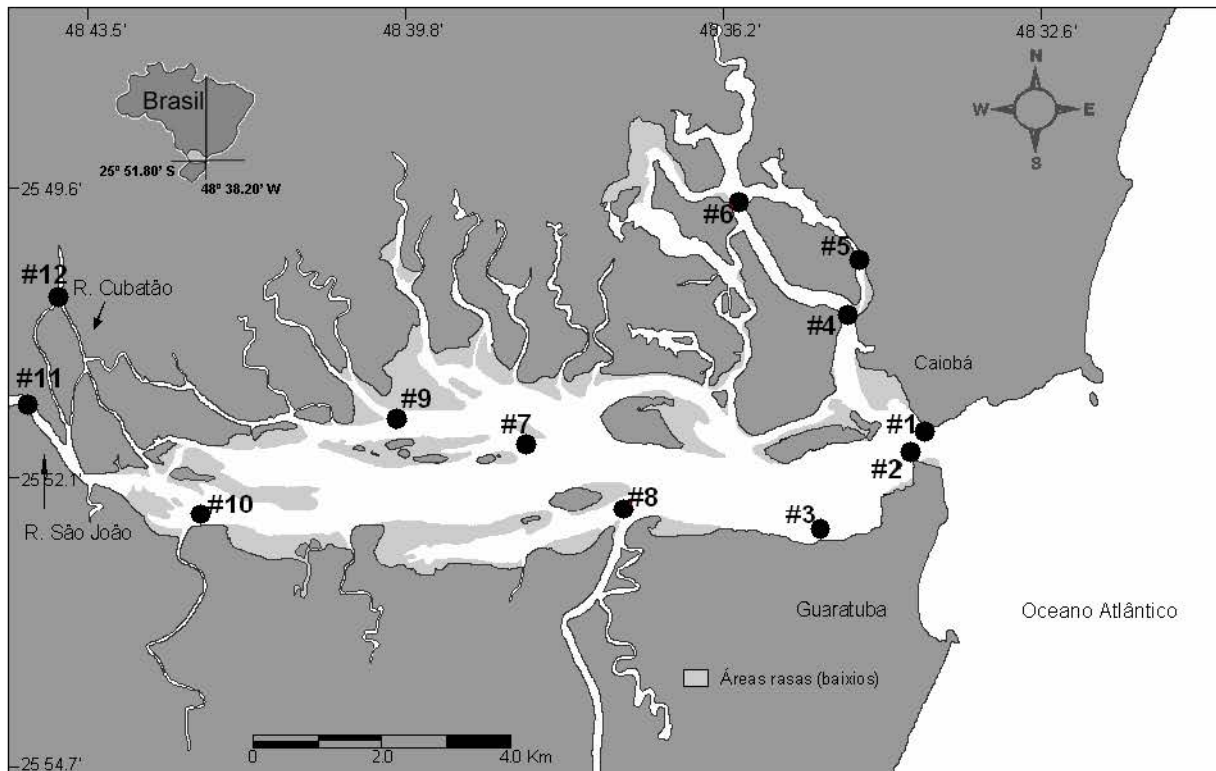 48 43.5'
48 39.8'
48 36.2'
48 32.6'
Brasil
25º 51.80' S
48º 38.20' W
N
W
E
S
25 49.6'
#6
#5
#12
R. Cubatão
#4
Caiobá
#11
#9
#7
#1
#2
25 52.1'
#10
#8
#3
R. São João
Guaratuba
Oceano Atlântico
Áreas rasas (baixios)
0
2.0
4.0 Km
25 54.7'